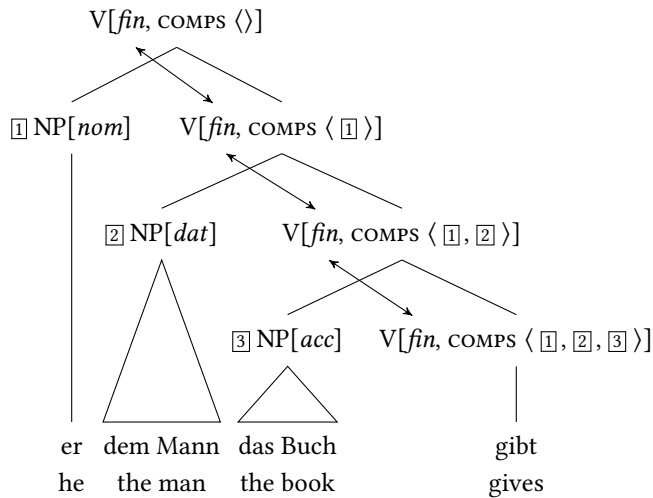 V[fin, COMPS ⟨⟩]
1 NP[nom] V[fin, COMPS ⟨ 1 ⟩]
2 NP[dat] V[fin, COMPS ⟨ 1 , 2 ⟩]
3 NP[acc] V[fin, COMPS ⟨ 1 , 2 , 3 ⟩]
er dem Mann das Buch gibt
he the man the book gives